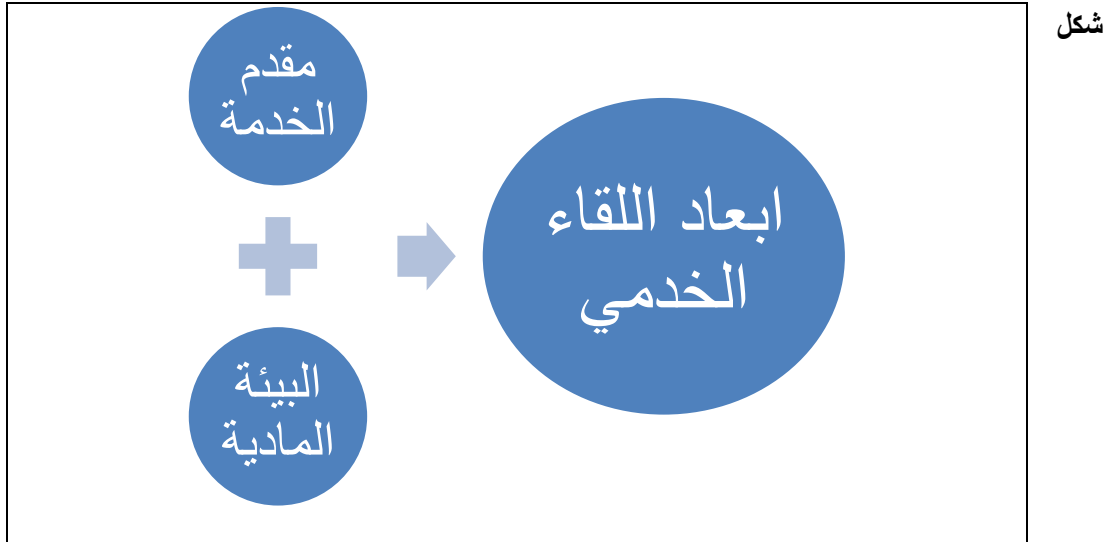 شكل
مقدم
الخدمة
البيئة
المادية
ابعاد اللقاء
الخدمي